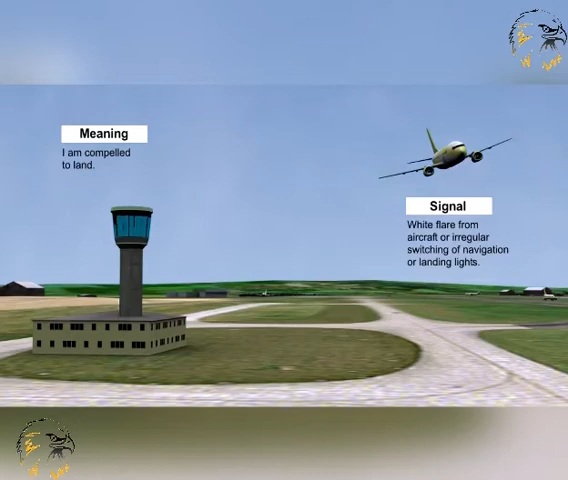 Meaning
I am compelled
to land.
Signal
White flare from
aircraft or irregular
switching of navigation
or landing lights.